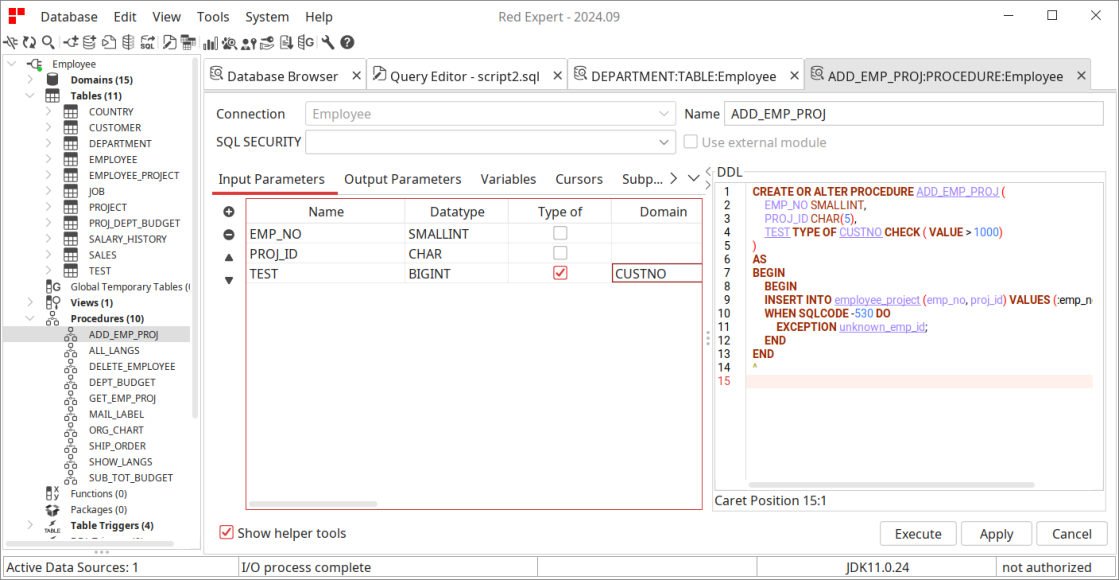 Database Edit View Tools System Help
Red Expert - 2024.09
Employee
Domains (15)
Tables (11)
COUNTRY
CUSTOMER
DEPARTMENT
EMPLOYEE
EMPLOYEE_PROJECT
JOB
PROJECT
PROJ_DEPT_BUDGET
SALARY_HISTORY
SALES
TEST
Global Temporary Tables (
Views (1)
Procedures (10)
ADD_EMP_PROJ
ALL_LANGS
DELETE_EMPLOYEE
DEPT_BUDGET
GET_EMP_PROJ
MAIL_LABEL
ORG_CHART
SHIP_ORDER
SHOW_LANGS
SUB_TOT_BUDGET
Functions (0)
Packages (0)
Table Triggers (4)
Database Browser
Query Editor - script2.sql
DEPARTMENT:TABLE:Employee
ADD_EMP_PROJ:PROCEDURE:Employee
Connection Employee
Name ADD_EMP_PROJ
SQL SECURITY
Use external module
Input Parameters Output Parameters Variables Cursors Subp...
Name Datatype Type of Domain
EMP_NO SMALLINT
PROJ_ID CHAR
TEST BIGINT CUSTNO
DDL
1 CREATE OR ALTER PROCEDURE ADD_EMP_PROJ (
2 EMP_NO SMALLINT,
3 PROJ_ID CHAR(5),
4 TEST TYPE OF CUSTNO CHECK ( VALUE > 1000)
5 )
6 AS
7 BEGIN
8 BEGIN
9 INSERT INTO employee_project (emp_no, proj_id) VALUES (:emp_n
10 WHEN SQLCODE -530 DO
11 EXCEPTION unknown_emp_id;
12 END
13 END
14 ^
15
Caret Position 15:1
Show helper tools
Execute Apply Cancel
Active Data Sources: 1
I/O process complete
JDK11.0.24
not authorized